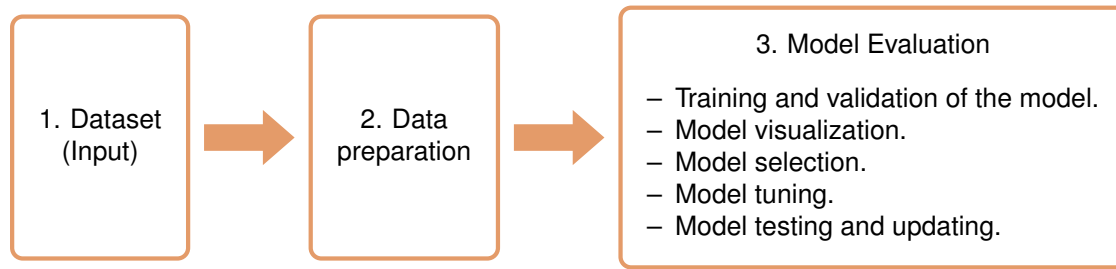 1. Dataset
(Input)
2. Data
preparation
3. Model Evaluation
– Training and validation of the model.
– Model visualization.
– Model selection.
– Model tuning.
– Model testing and updating.